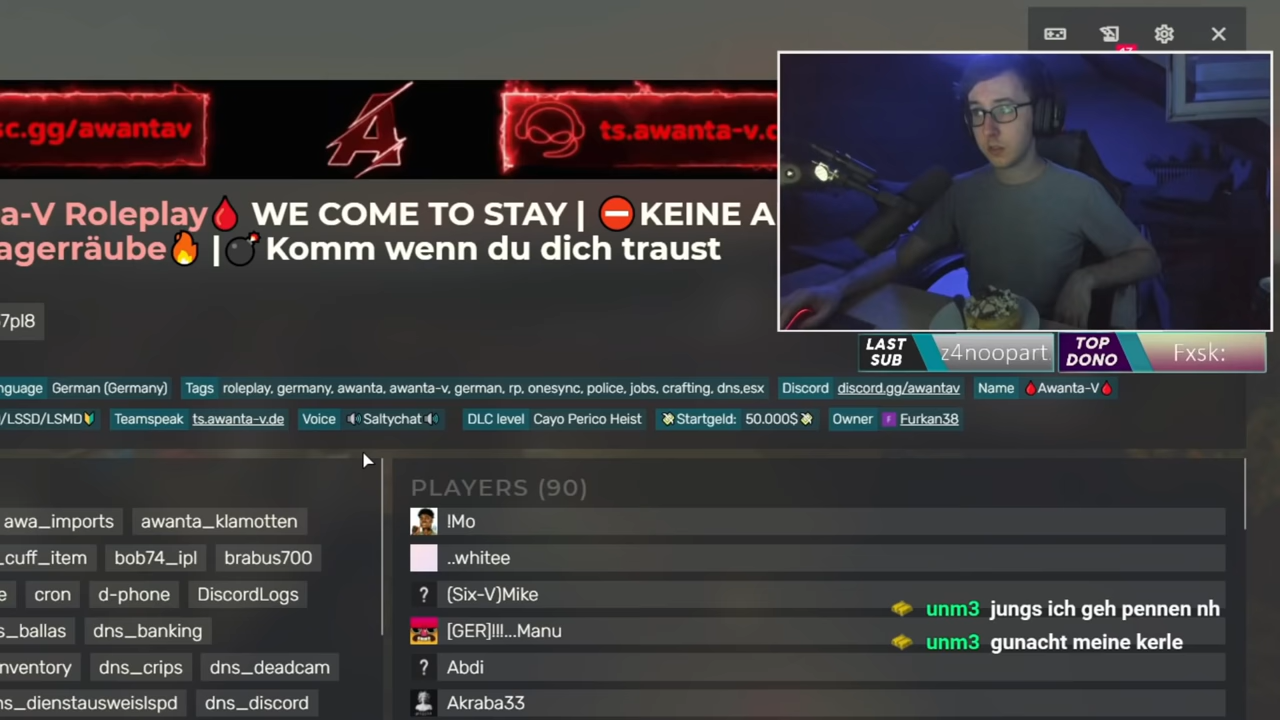 sc.gg/awantav
A
ts.awanta-v.
a-V Roleplay🩸 WE COME TO STAY | ⛔KEINE A
agerräube🔥 |💣Komm wenn du dich traust
7pl8
nguage German (Germany) Tags roleplay, germany, awanta, awanta-v, german, rp, onesync, police, jobs, crafting, dns,esx Discord discord.gg/awantav Name 🩸Awanta-V🩸
/LSSD/LSMD🔰 Teamspeak ts.awanta-v.de Voice 🔊Saltychat🔊 DLC level Cayo Perico Heist 💸Startgeld: 50.000$💸 Owner Furkan38
LAST SUB z4noopart TOP DONO Fxsk:
awa_imports awanta_klamotten
_cuff_item bob74_ipl brabus700
e cron d-phone DiscordLogs
s_ballas dns_banking
nventory dns_crips dns_deadcam
ns_dienstausweislspd dns_discord
PLAYERS (90)
!Mo
..whitee
(Six-V)Mike
[GER]!!!...Manu
Abdi
Akraba33
unm3 jungs ich geh pennen nh
unm3 gunacht meine kerle